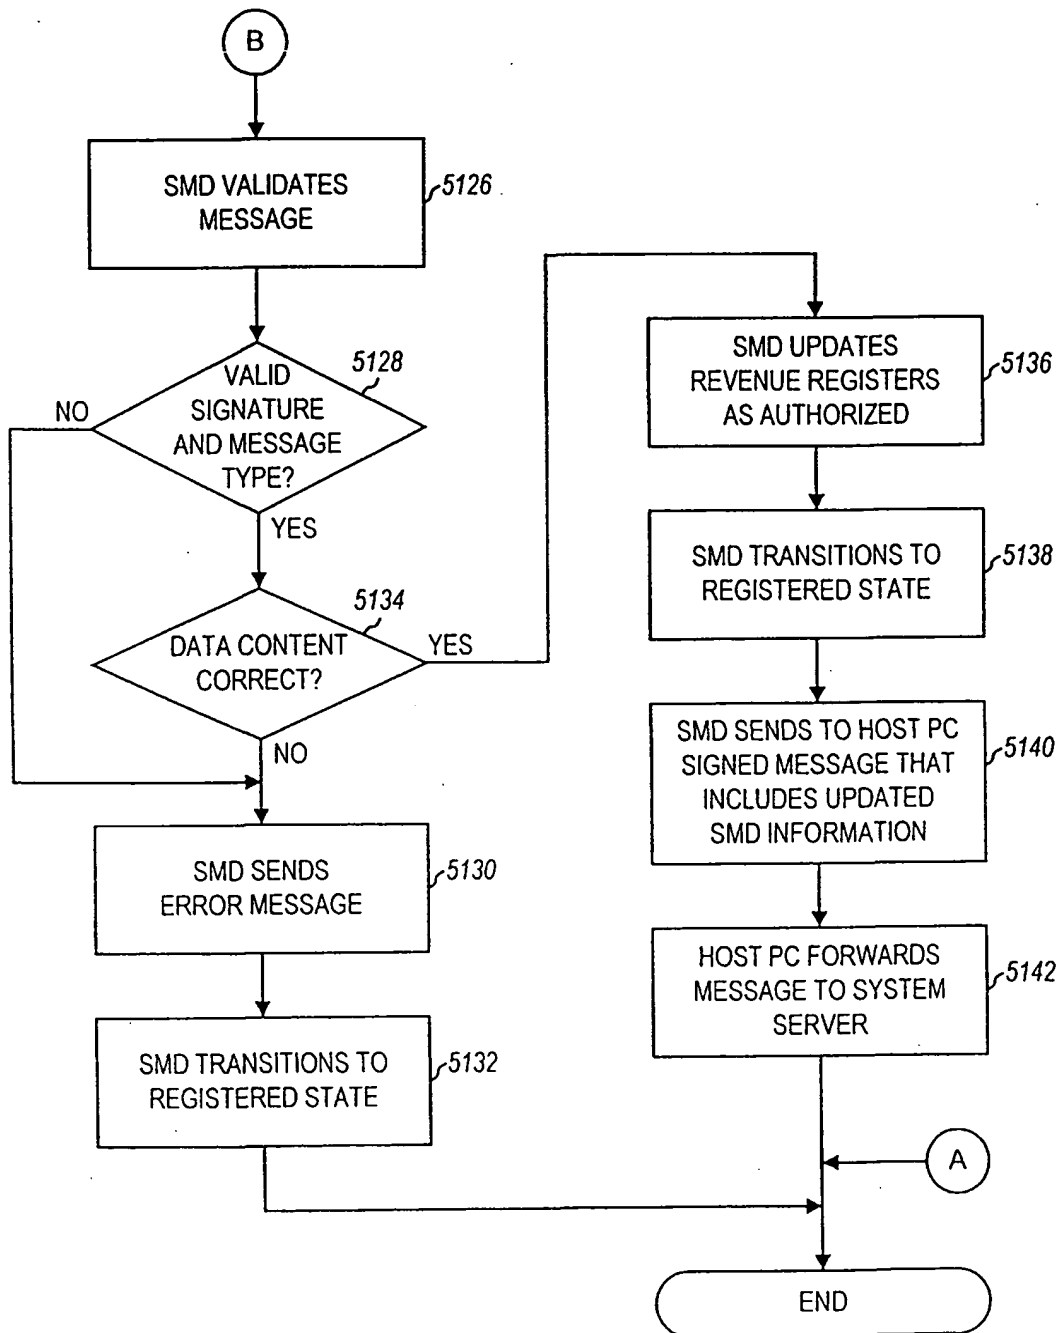 B
SMD VALIDATES
MESSAGE
5126
VALID
SIGNATURE
AND MESSAGE
TYPE?
5128
NO
YES
DATA CONTENT
CORRECT?
5134
YES
NO
SMD SENDS
ERROR MESSAGE
5130
SMD TRANSITIONS TO
REGISTERED STATE
5132
SMD UPDATES
REVENUE REGISTERS
AS AUTHORIZED
5136
SMD TRANSITIONS TO
REGISTERED STATE
5138
SMD SENDS TO HOST PC
SIGNED MESSAGE THAT
INCLUDES UPDATED
SMD INFORMATION
5140
HOST PC FORWARDS
MESSAGE TO SYSTEM
SERVER
5142
A
END